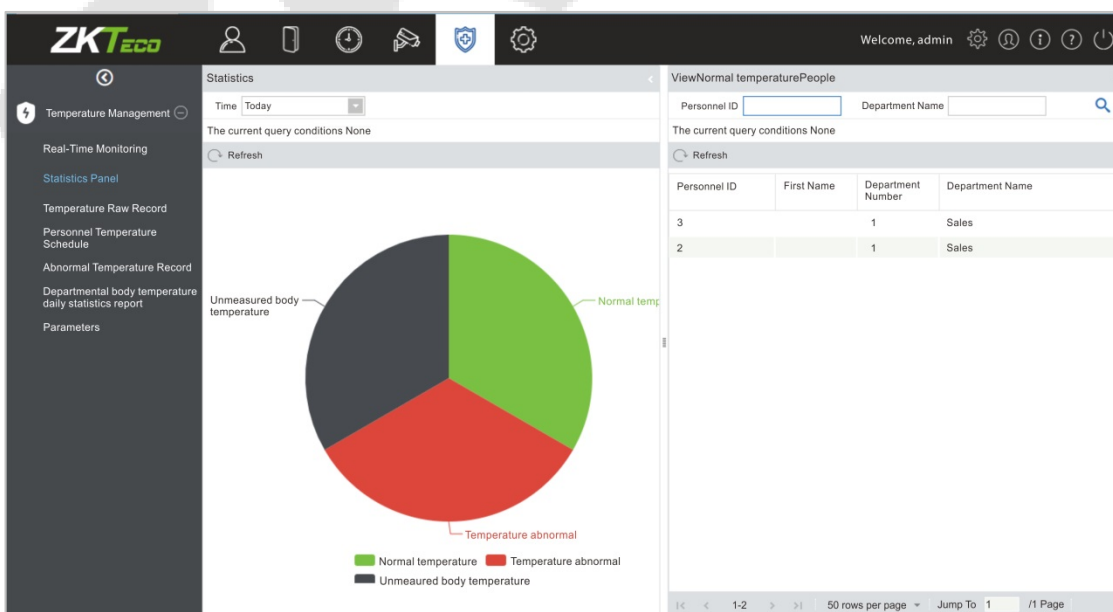 ZKTeco
Welcome, admin
Temperature Management
Real-Time Monitoring
Statistics Panel
Temperature Raw Record
Personnel Temperature
Schedule
Abnormal Temperature Record
Departmental body temperature
daily statistics report
Parameters
Statistics
Time Today
The current query conditions None
Refresh
Unmeasured body
temperature
Normal temp
Temperature abnormal
Normal temperature Temperature abnormal
Unmeaured body temperature
ViewNormal temperaturePeople
Personnel ID Department Name
The current query conditions None
Refresh
Personnel ID First Name Department
Number Department Name
3 1 Sales
2 1 Sales
1-2 50 rows per page Jump To 1 /1 Page